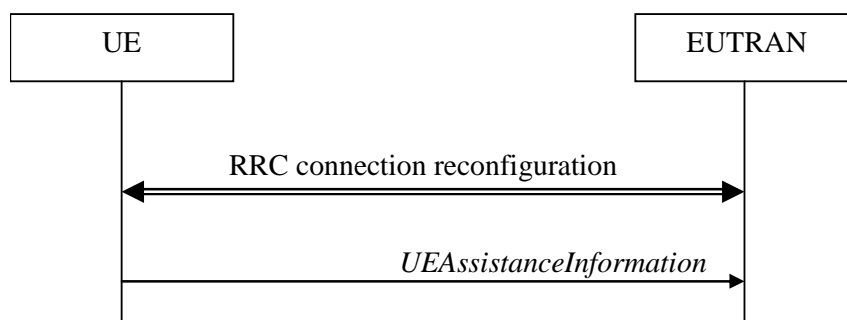 UE
EUTRAN
RRC connection reconfiguration
UEAssistanceInformation